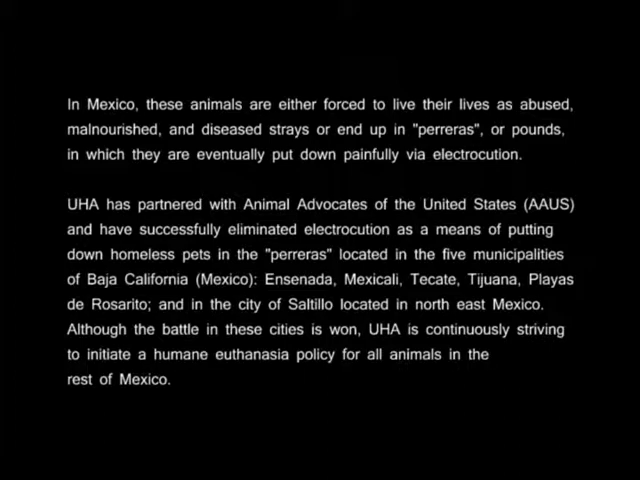 In Mexico, these animals are either forced to live their lives as abused,
malnourished, and diseased strays or end up in "perreras", or pounds,
in which they are eventually put down painfully via electrocution.
UHA has partnered with Animal Advocates of the United States (AAUS)
and have successfully eliminated electrocution as a means of putting
down homeless pets in the "perreras" located in the five municipalities
of Baja California (Mexico): Ensenada, Mexicali, Tecate, Tijuana, Playas
de Rosarito; and in the city of Saltillo located in north east Mexico.
Although the battle in these cities is won, UHA is continuously striving
to initiate a humane euthanasia policy for all animals in the
rest of Mexico.